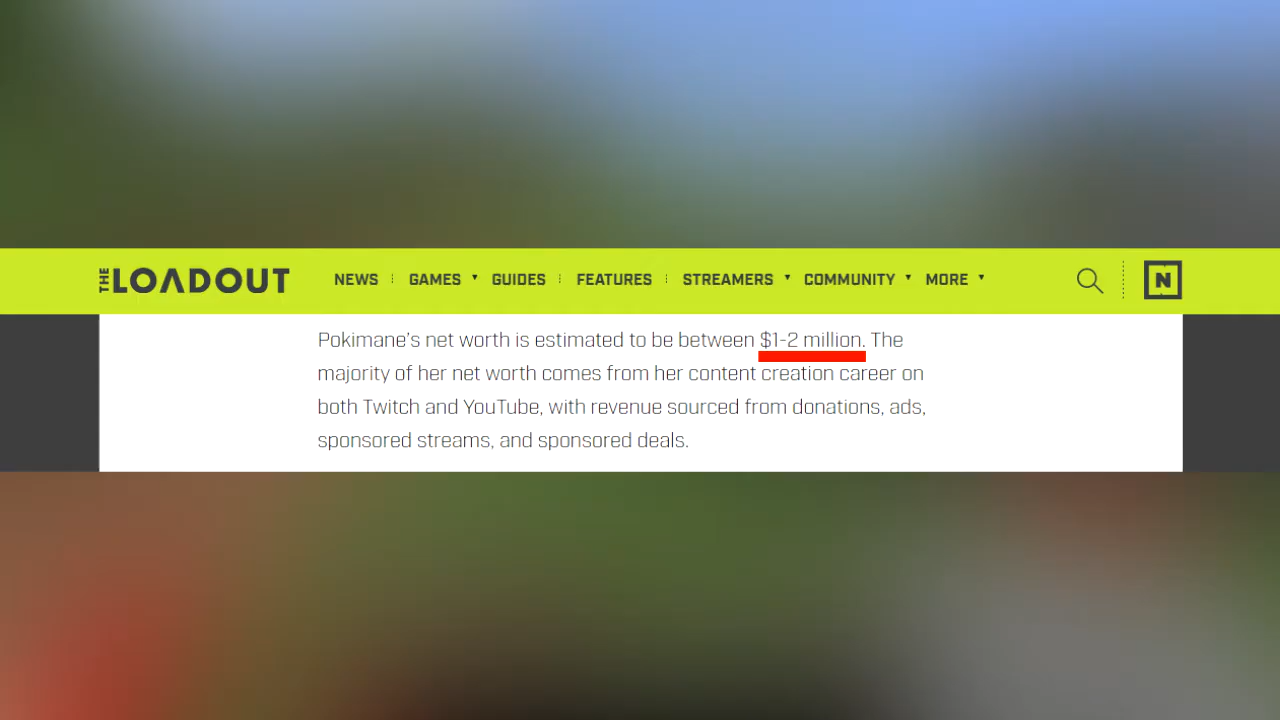 THE LOADOUT NEWS GAMES GUIDES FEATURES STREAMERS COMMUNITY MORE N
Pokimane's net worth is estimated to be between $1-2 million. The
majority of her net worth comes from her content creation career on
both Twitch and YouTube, with revenue sourced from donations, ads,
sponsored streams, and sponsored deals.